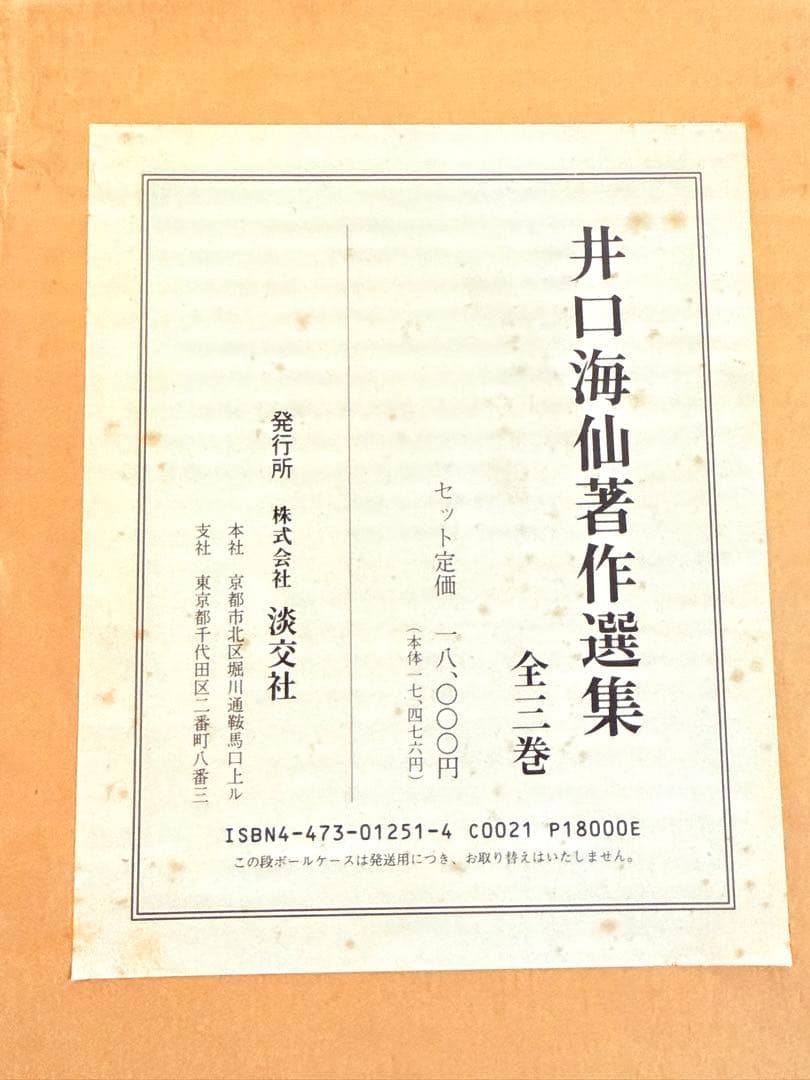 井口海仙著作選集
全三巻
セット定価 一八、〇〇〇円
(本体一七、四七六円)
発行所 株式会社 淡交社
本社 京都市北区堀川通鞍馬口上ル
支社 東京都千代田区二番町八番三
ISBN4-473-01251-4 C0021 P18000E
この段ボールケースは発送用につき、お取り替えはいたしません。